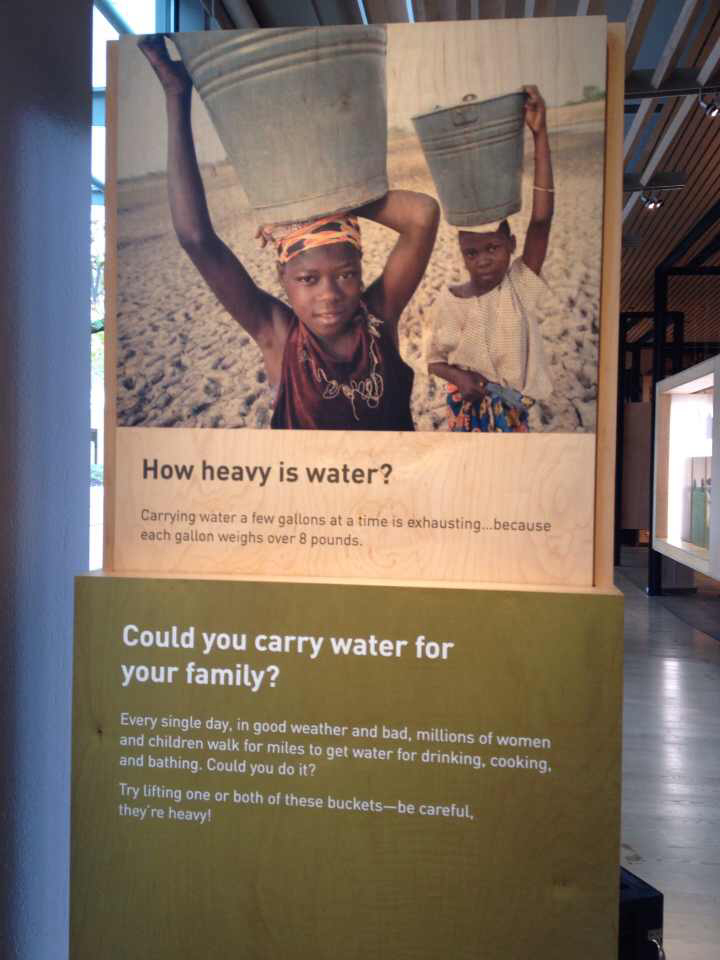 How heavy is water?
Carrying water a few gallons at a time is exhausting...because
each gallon weighs over 8 pounds.
Could you carry water for
your family?
Every single day, in good weather and bad, millions of women
and children walk for miles to get water for drinking, cooking,
and bathing. Could you do it?
Try lifting one or both of these buckets—be careful,
they're heavy!